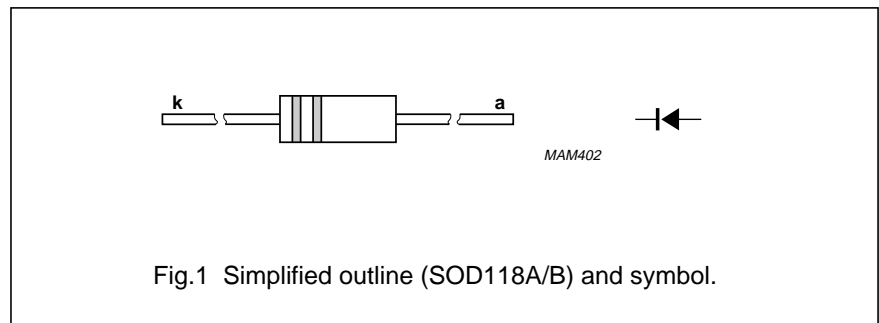 k a
MAM402
Fig.1 Simplified outline (SOD118A/B) and symbol.